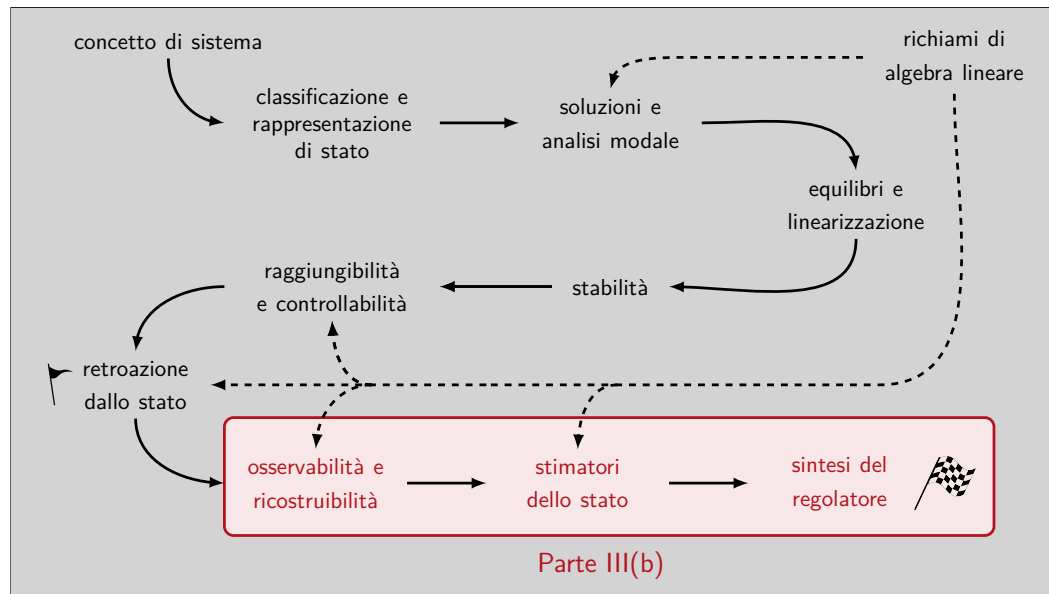 concetto di sistema
richiami di
algebra lineare
classificazione e
rappresentazione
di stato
soluzioni e
analisi modale
equilibri e
linearizzazione
raggiungibilità
e controllabilità
stabilità
retroazione
dallo stato
osservabilità e
ricostruibilità
stimatori
dello stato
sintesi del
regolatore
Parte III(b)